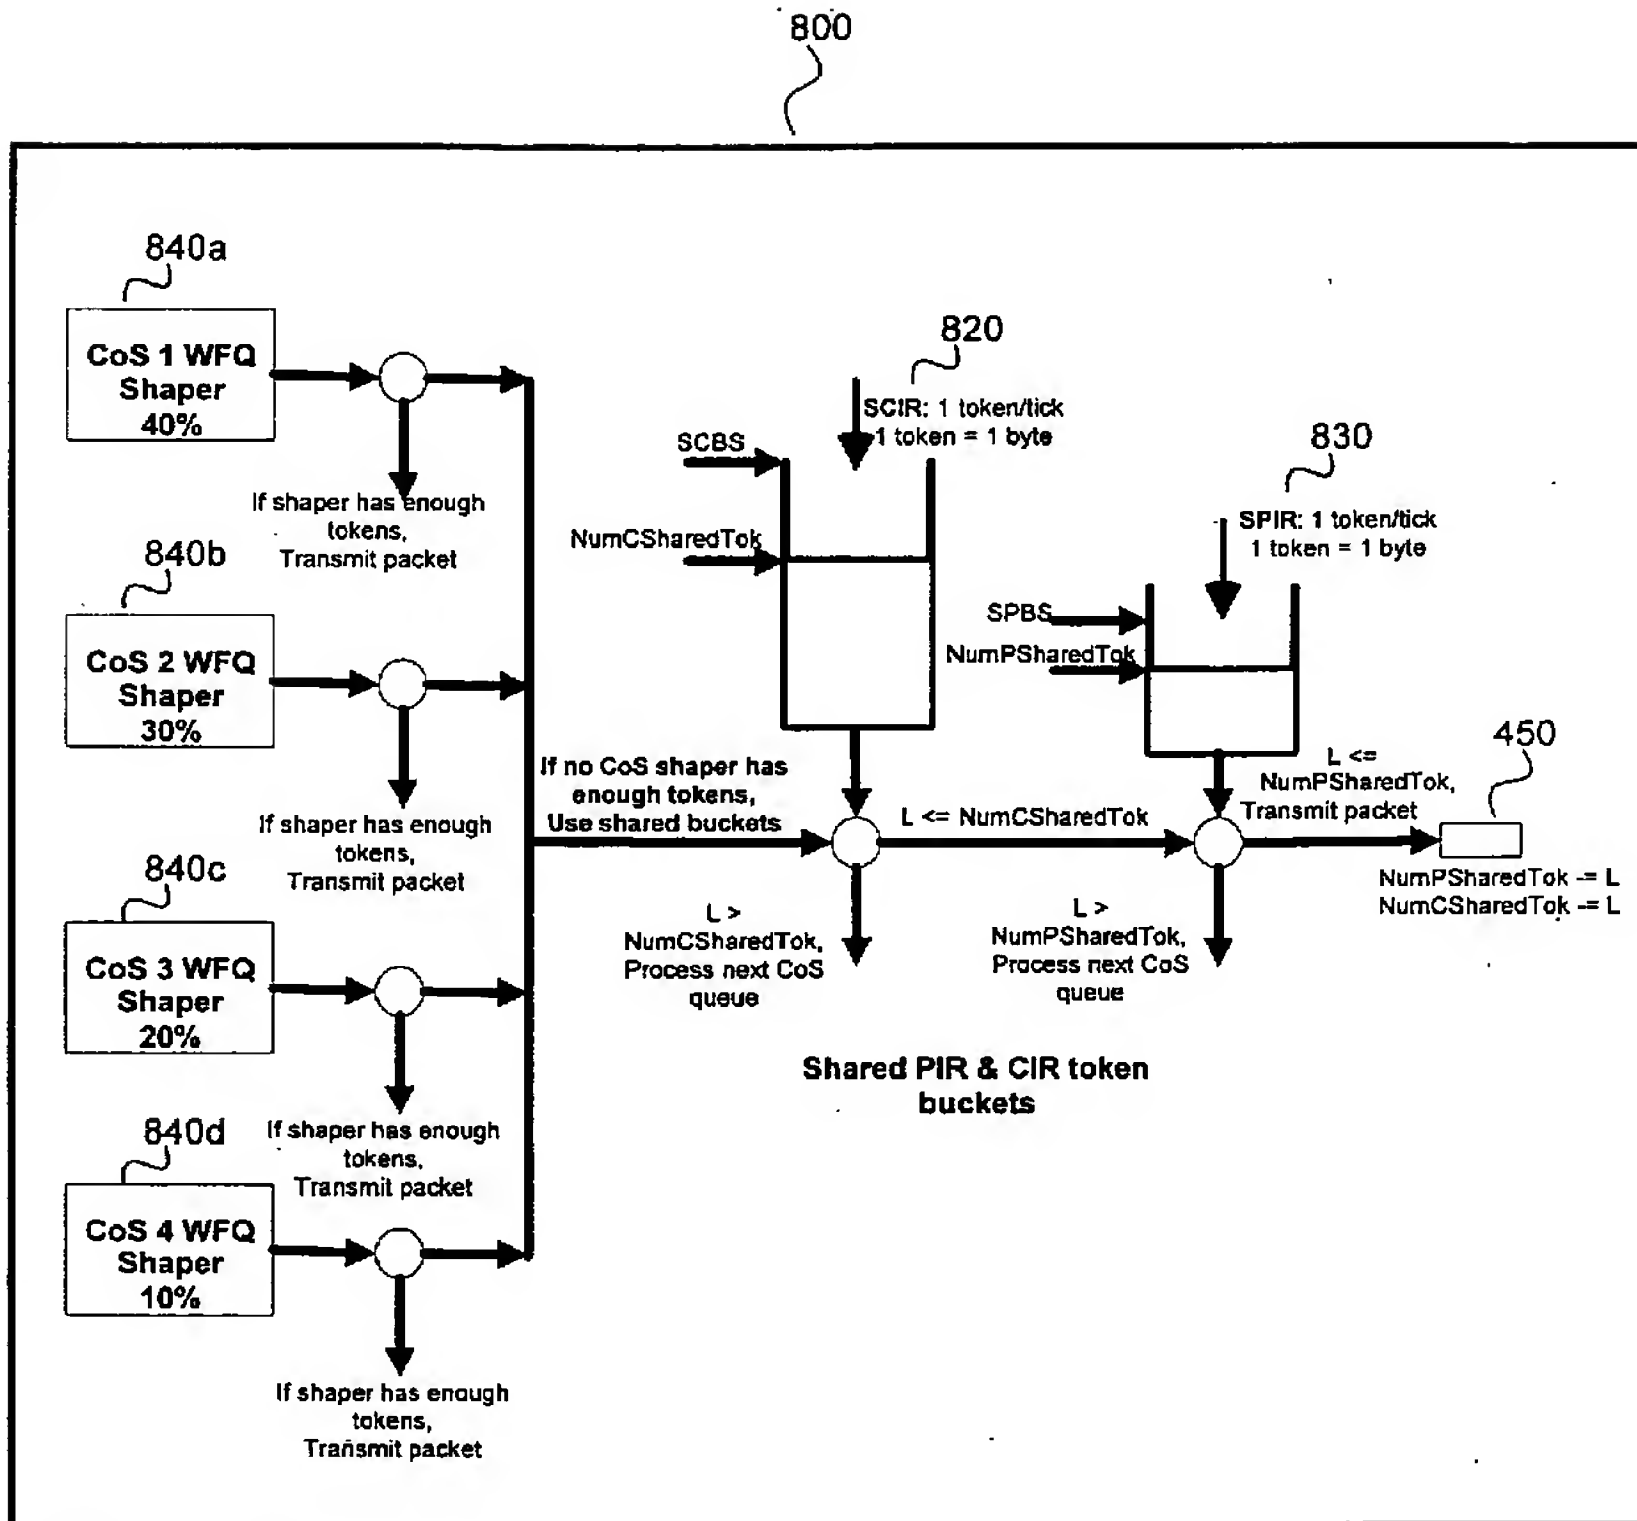 800
840a
CoS 1 WFQ
Shaper
40%
If shaper has enough
tokens,
Transmit packet
840b
CoS 2 WFQ
Shaper
30%
If shaper has enough
tokens,
Transmit packet
840c
CoS 3 WFQ
Shaper
20%
If shaper has enough
tokens,
Transmit packet
840d
CoS 4 WFQ
Shaper
10%
If shaper has enough
tokens,
Transmit packet
If no CoS shaper has
enough tokens,
Use shared buckets
820
SCIR: 1 token/tick
1 token = 1 byte
SCBS
NumCSharedTok
L <= NumCSharedTok
L >
NumCSharedTok,
Process next CoS
queue
830
SPIR: 1 token/tick
1 token = 1 byte
SPBS
NumPSharedTok
L >
NumPSharedTok,
Process next CoS
queue
L <=
NumPSharedTok,
Transmit packet
450
NumPSharedTok -= L
NumCSharedTok -= L
Shared PIR & CIR token
buckets